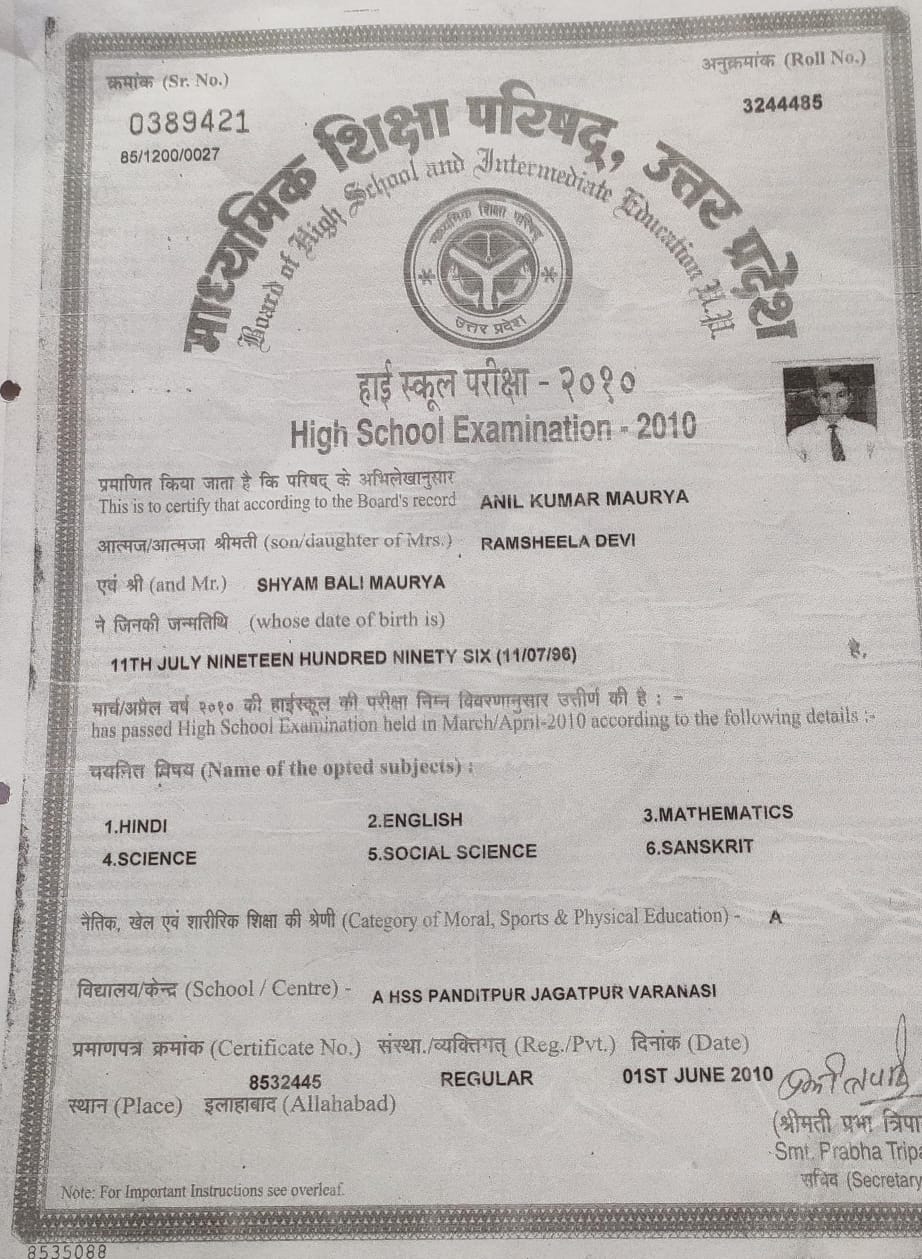 क्रमांक (Sr. No.)
अनुक्रमांक (Roll No.)
0389421
3244485
85/1200/0027
माध्यमिक शिक्षा परिषद्, उत्तर प्रदेश
Board of High School and Intermediate Education U.P.
माध्यमिक शिक्षा परिषद
उत्तर प्रदेश
हाई स्कूल परीक्षा - २०१०
High School Examination - 2010
प्रमाणित किया जाता है कि परिषद् के अभिलेखानुसार
This is to certify that according to the Board's record ANIL KUMAR MAURYA
आत्मज/आत्मजा श्रीमती (son/daughter of Mrs.) RAMSHEELA DEVI
एवं श्री (and Mr.) SHYAM BALI MAURYA
ने जिनकी जन्मतिथि (whose date of birth is)
11TH JULY NINETEEN HUNDRED NINETY SIX (11/07/96) है,
मार्च/अप्रैल वर्ष २०१० की हाईस्कूल की परीक्षा निम्न विवरणानुसार उत्तीर्ण की है : -
has passed High School Examination held in March/April-2010 according to the following details :-
चयनित विषय (Name of the opted subjects) :
1.HINDI 2.ENGLISH 3.MATHEMATICS
4.SCIENCE 5.SOCIAL SCIENCE 6.SANSKRIT
नैतिक, खेल एवं शारीरिक शिक्षा की श्रेणी (Category of Moral, Sports & Physical Education) - A
विद्यालय/केन्द्र (School / Centre) - A HSS PANDITPUR JAGATPUR VARANASI
प्रमाणपत्र क्रमांक (Certificate No.) संस्था./व्यक्तिगत् (Reg./Pvt.) दिनांक (Date)
8532445 REGULAR 01ST JUNE 2010
स्थान (Place) इलाहाबाद (Allahabad)
(श्रीमती प्रभा त्रिपा
Smt. Prabha Tripa
सचिव (Secretary
Note: For Important Instructions see overleaf.
8535088